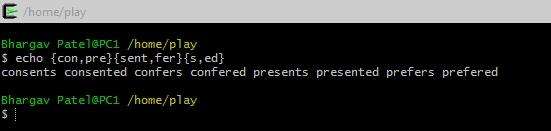 /home/play
Bhargav Patel@PC1 /home/play
$ echo {con,pre}{sent,fer}{s,ed}
consents consented confers confered presents presented prefers prefered
Bhargav Patel@PC1 /home/play
$